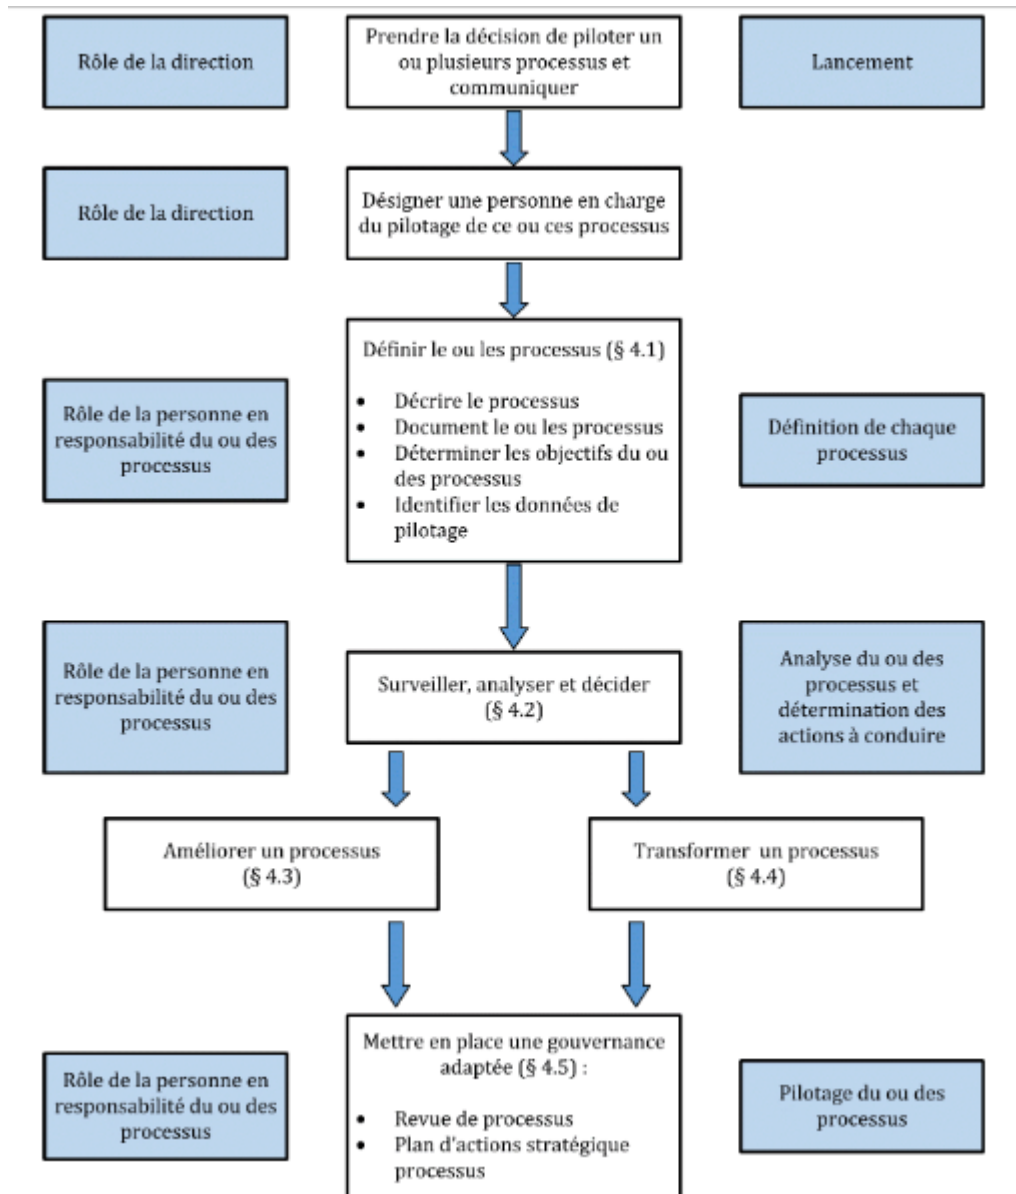 Rôle de la direction
Prendre la décision de piloter un
ou plusieurs processus et
communiquer
Lancement
Rôle de la direction
Désigner une personne en charge
du pilotage de ce ou ces processus
Rôle de la personne en
responsabilité du ou des
processus
Définir le ou les processus (§ 4.1)
• Décrire le processus
• Document le ou les processus
• Déterminer les objectifs du ou
des processus
• Identifier les données de
pilotage
Définition de chaque
processus
Rôle de la personne en
responsabilité du ou des
processus
Surveiller, analyser et décider
(§ 4.2)
Analyse du ou des
processus et
détermination des
actions à conduire
Améliorer un processus
(§ 4.3)
Transformer un processus
(§ 4.4)
Rôle de la personne en
responsabilité du ou des
processus
Mettre en place une gouvernance
adaptée (§ 4.5) :
• Revue de processus
• Plan d'actions stratégique
processus
Pilotage du ou des
processus